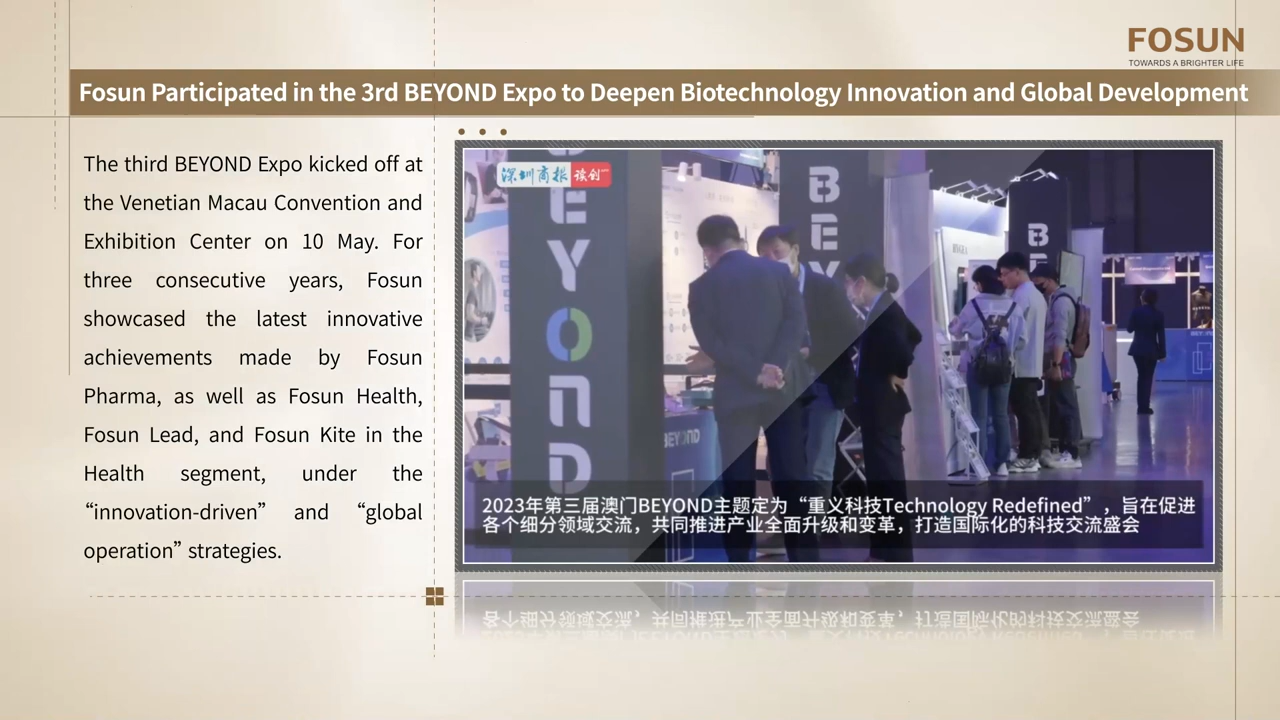 FOSUN
TOWARDS A BRIGHTER LIFE
Fosun Participated in the 3rd BEYOND Expo to Deepen Biotechnology Innovation and Global Development
The third BEYOND Expo kicked off at
the Venetian Macau Convention and
Exhibition Center on 10 May. For
three consecutive years, Fosun
showcased the latest innovative
achievements made by Fosun
Pharma, as well as Fosun Health,
Fosun Lead, and Fosun Kite in the
Health segment, under the
“innovation-driven” and “global
operation” strategies.
深圳商报 读创
EYOND
BEY
BE
BEYOND
2023年第三届澳门BEYOND主题定为“重义科技Technology Redefined”，旨在促进
各个细分领域交流，共同推进产业全面升级和变革，打造国际化的科技交流盛会